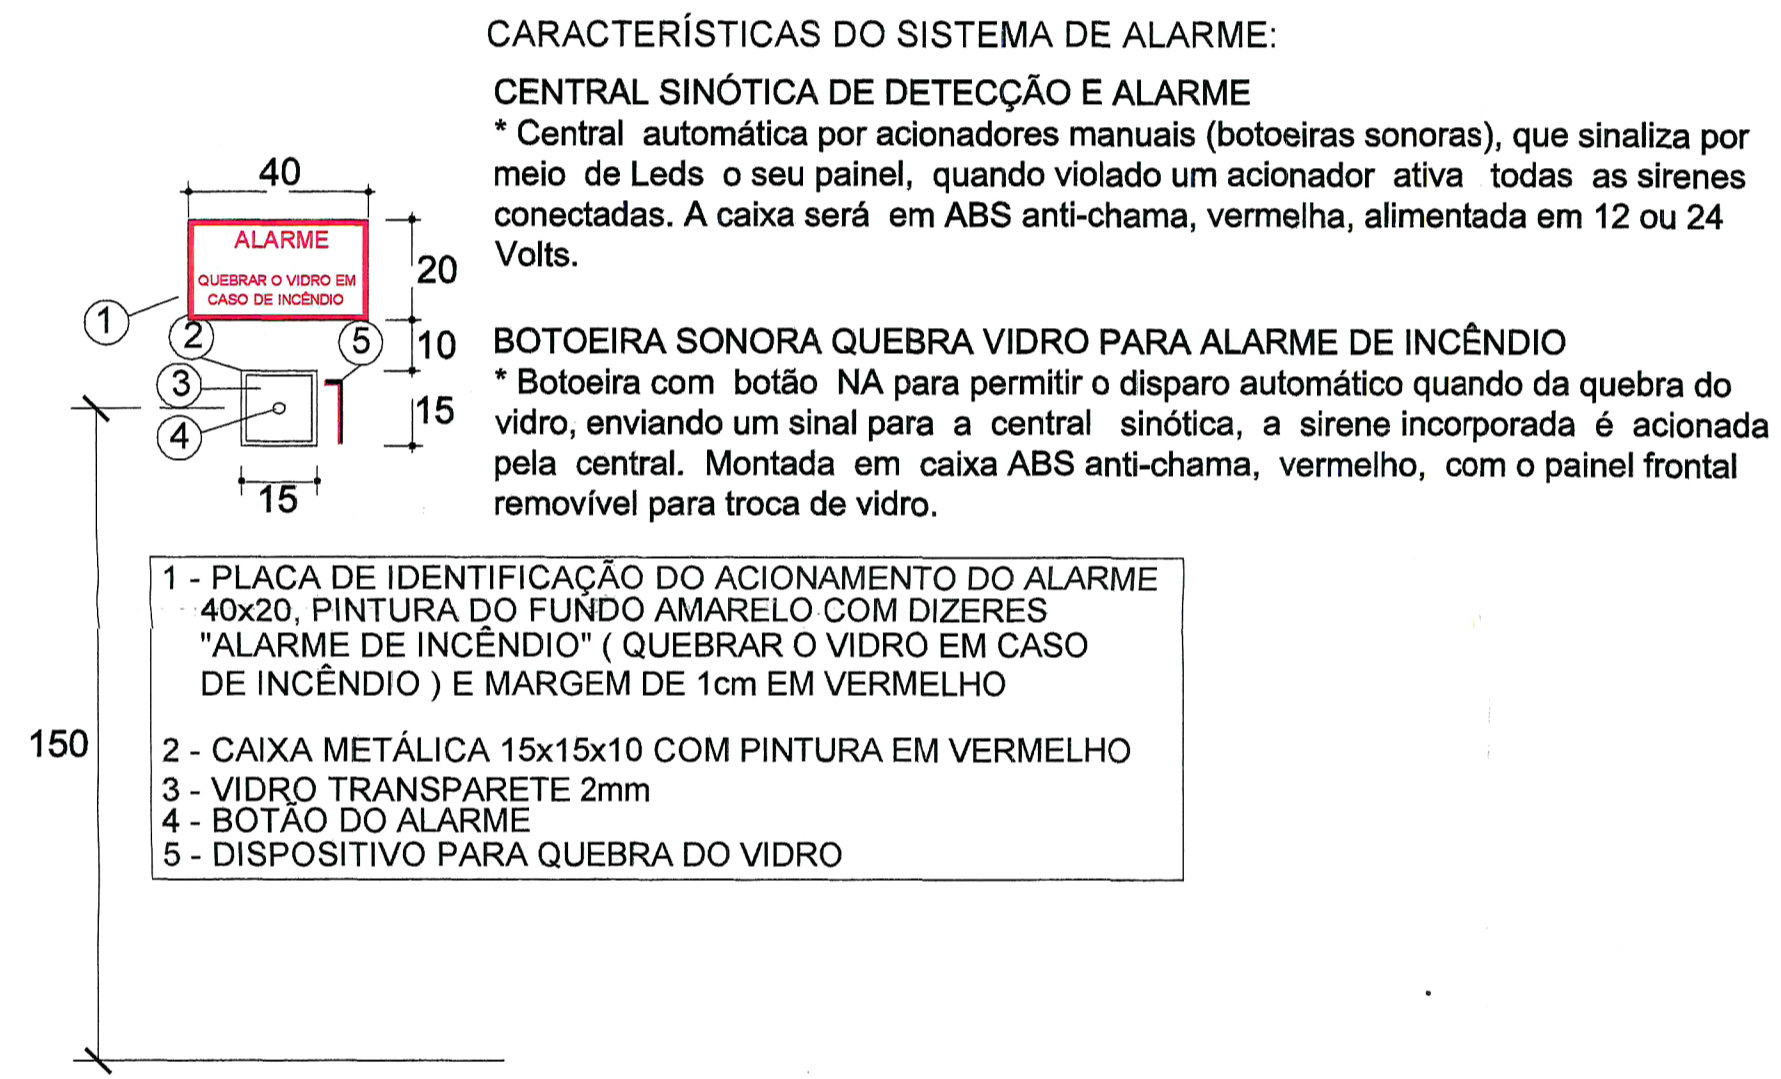 CARACTERÍSTICAS DO SISTEMA DE ALARME:
CENTRAL SINÓTICA DE DETECÇÃO E ALARME
* Central automática por acionadores manuais (botoeiras sonoras), que sinaliza por
meio de Leds o seu painel, quando violado um acionador ativa todas as sirenes
conectadas. A caixa será em ABS anti-chama, vermelha, alimentada em 12 ou 24
Volts.
BOTOEIRA SONORA QUEBRA VIDRO PARA ALARME DE INCÊNDIO
* Botoeira com botão NA para permitir o disparo automático quando da quebra do
vidro, enviando um sinal para a central sinótica, a sirene incorporada é acionada
pela central. Montada em caixa ABS anti-chama, vermelho, com o painel frontal
removível para troca de vidro.
40
ALARME
QUEBRAR O VIDRO EM
CASO DE INCÊNDIO
20
1
2
5
10
3
15
4
15
150
1 - PLACA DE IDENTIFICAÇÃO DO ACIONAMENTO DO ALARME
40x20, PINTURA DO FUNDO AMARELO COM DIZERES
"ALARME DE INCÊNDIO" ( QUEBRAR O VIDRO EM CASO
DE INCÊNDIO ) E MARGEM DE 1cm EM VERMELHO
2 - CAIXA METÁLICA 15x15x10 COM PINTURA EM VERMELHO
3 - VIDRO TRANSPARETE 2mm
4 - BOTÃO DO ALARME
5 - DISPOSITIVO PARA QUEBRA DO VIDRO